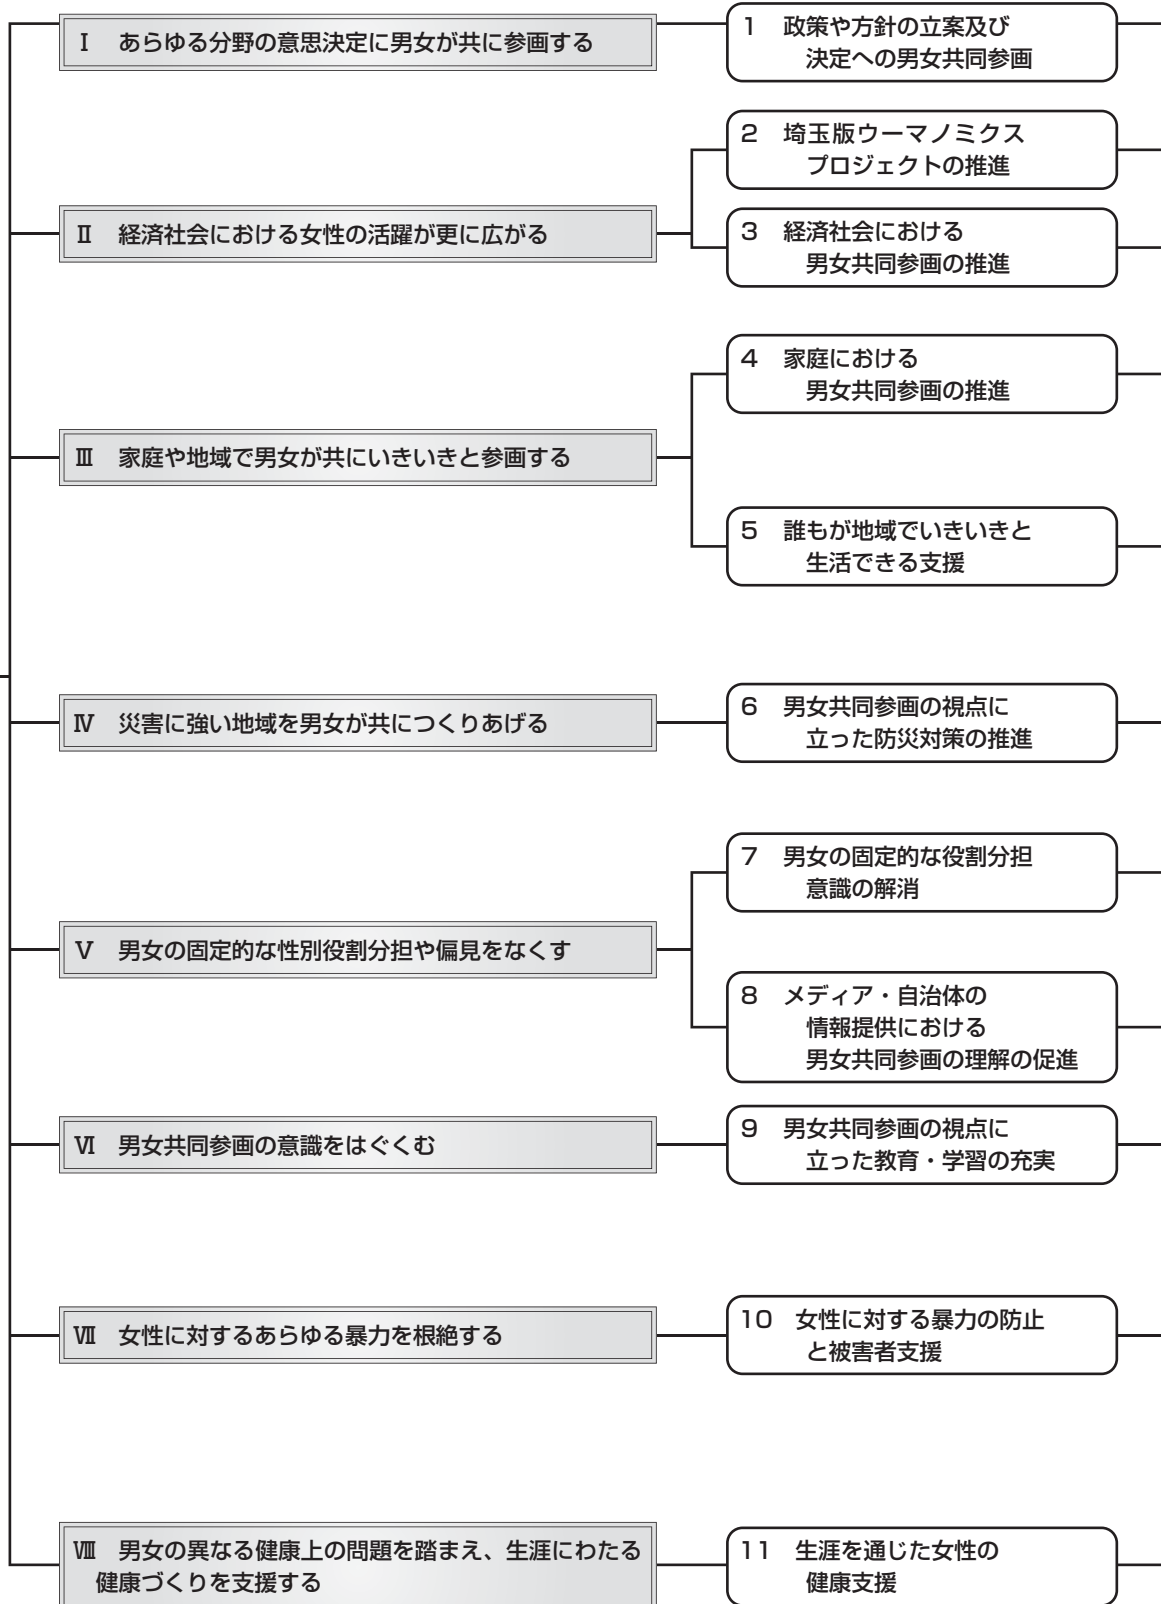 Ⅰ　あらゆる分野の意思決定に男女が共に参画する
1　政策や方針の立案及び
決定への男女共同参画
2　埼玉版ウーマノミクス
プロジェクトの推進
Ⅱ　経済社会における女性の活躍が更に広がる
3　経済社会における
男女共同参画の推進
4　家庭における
男女共同参画の推進
Ⅲ　家庭や地域で男女が共にいきいきと参画する
5　誰もが地域でいきいきと
生活できる支援
Ⅳ　災害に強い地域を男女が共につくりあげる
6　男女共同参画の視点に
立った防災対策の推進
7　男女の固定的な役割分担
意識の解消
Ⅴ　男女の固定的な性別役割分担や偏見をなくす
8　メディア・自治体の
情報提供における
男女共同参画の理解の促進
Ⅵ　男女共同参画の意識をはぐくむ
9　男女共同参画の視点に
立った教育・学習の充実
Ⅶ　女性に対するあらゆる暴力を根絶する
10　女性に対する暴力の防止
と被害者支援
Ⅷ　男女の異なる健康上の問題を踏まえ、生涯にわたる
健康づくりを支援する
11　生涯を通じた女性の
健康支援